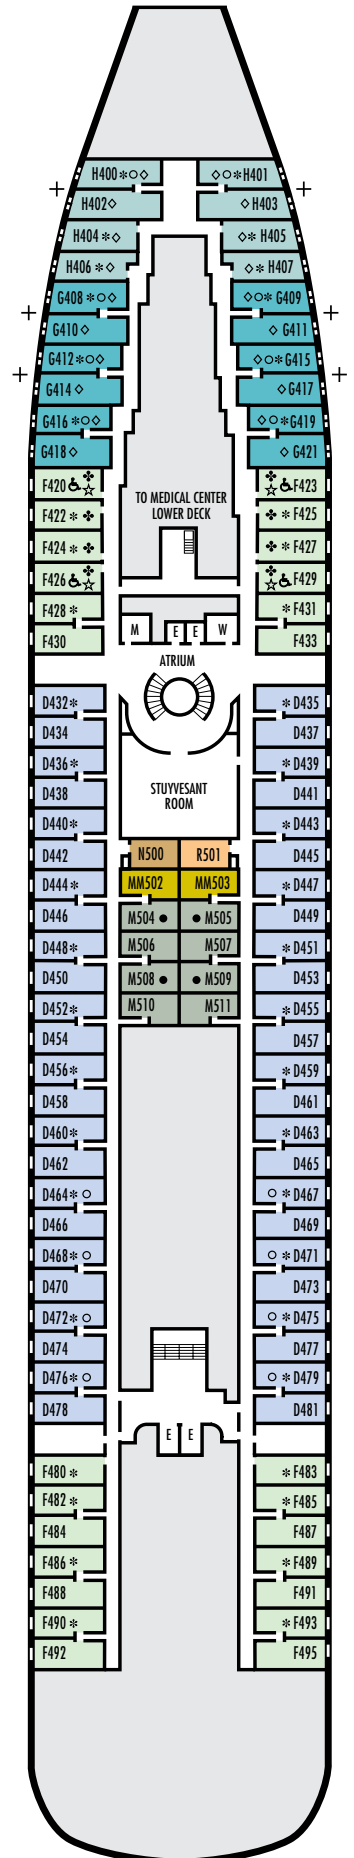 H400 *○◇ ◇○* H401
H402◇ ◇ H403
H404 *◇ ◇* H405
H406 *◇ ◇* H407
G408 *○◇ ◇○* G409
G410 ◇ ◇ G411
G412 *○◇ ◇○* G415
G414 ◇ ◇ G417
G416 *○◇ ◇○* G419
G418 ◇ ◇ G421
F420 ♿✤☆ ✤☆♿ F423
TO MEDICAL CENTER
LOWER DECK
F422 * ✤ ✤ * F425
F424 * ✤ ✤ * F427
F426 ♿✤☆ ✤☆♿ F429
F428 * * F431
M E E W
F430 F433
ATRIUM
D432 * * D435
D434 D437
D436 * * D439
STUYVESANT
ROOM
D438 D441
D440 * * D443
D442 N500 R501 D445
D444 * MM502 MM503 * D447
D446 M504 ● ● M505 D449
D448 * M506 M507 * D451
D450 M508 ● ● M509 D453
D452 * M510 M511 * D455
D454 D457
D456 * * D459
D458 D461
D460 * * D463
D462 D465
D464 * ○ ○ * D467
D466 D469
D468 * ○ ○ * D471
D470 D473
D472 * ○ ○ * D475
D474 D477
D476 * ○ ○ * D479
D478 D481
E E
F480 * * F483
F482 * * F485
F484 F487
F486 * * F489
F488 F491
F490 * * F493
F492 F495